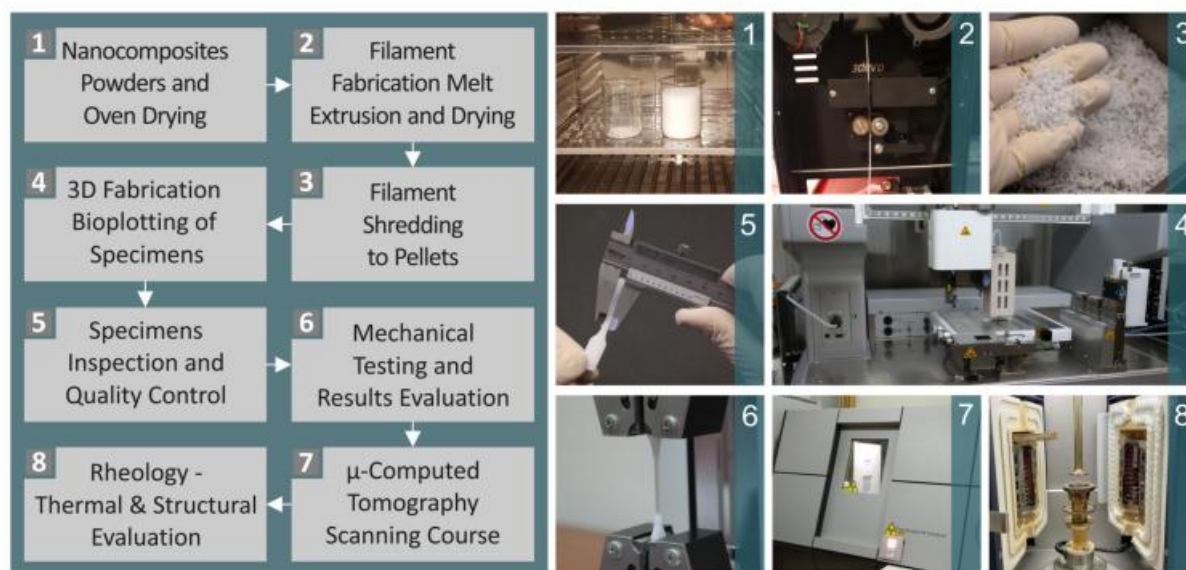 1
Nanocomposites
Powders and
Oven Drying
2
Filament
Fabrication Melt
Extrusion and Drying
4
3D Fabrication
Bioplotting of
Specimens
3
Filament
Shredding
to Pellets
5
Specimens
Inspection and
Quality Control
6
Mechanical
Testing and
Results Evaluation
8
Rheology -
Thermal & Structural
Evaluation
7
μ-Computed
Tomography
Scanning Course
1
2
3
5
4
6
7
8